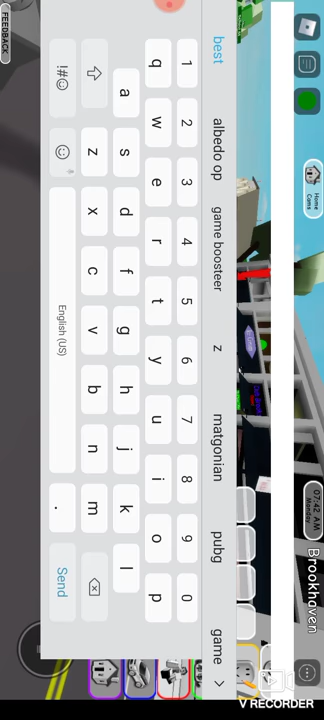 FEEDBACK
Home Cams
07:42 AM
Monday
Brookhaven
best albedo op game boosteer z matgonian pubg game
1 2 3 4 5 6 7 8 9 0
q w e r t y u i o p
a s d f g h j k l
z x c v b n m
!#☺ English (US) . Send
V RECORDER